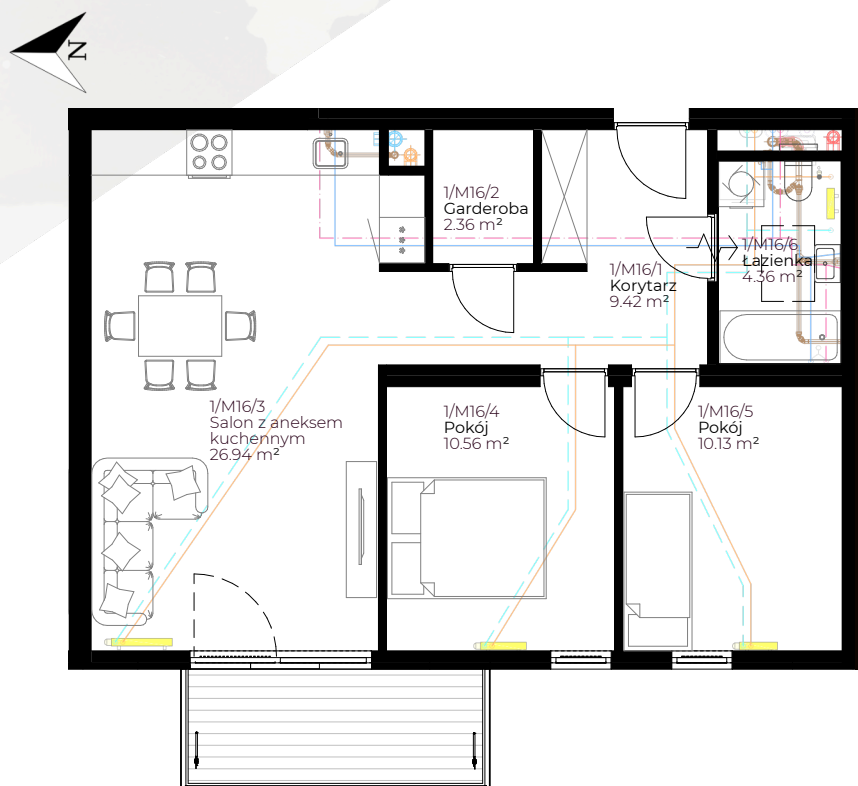 N
1/M16/2
Garderoba
2.36 m²
1/M16/6
Łazienka
4.36 m²
1/M16/1
Korytarz
9.42 m²
1/M16/3
Salon z aneksem
kuchennym
26.94 m²
1/M16/4
Pokój
10.56 m²
1/M16/5
Pokój
10.13 m²